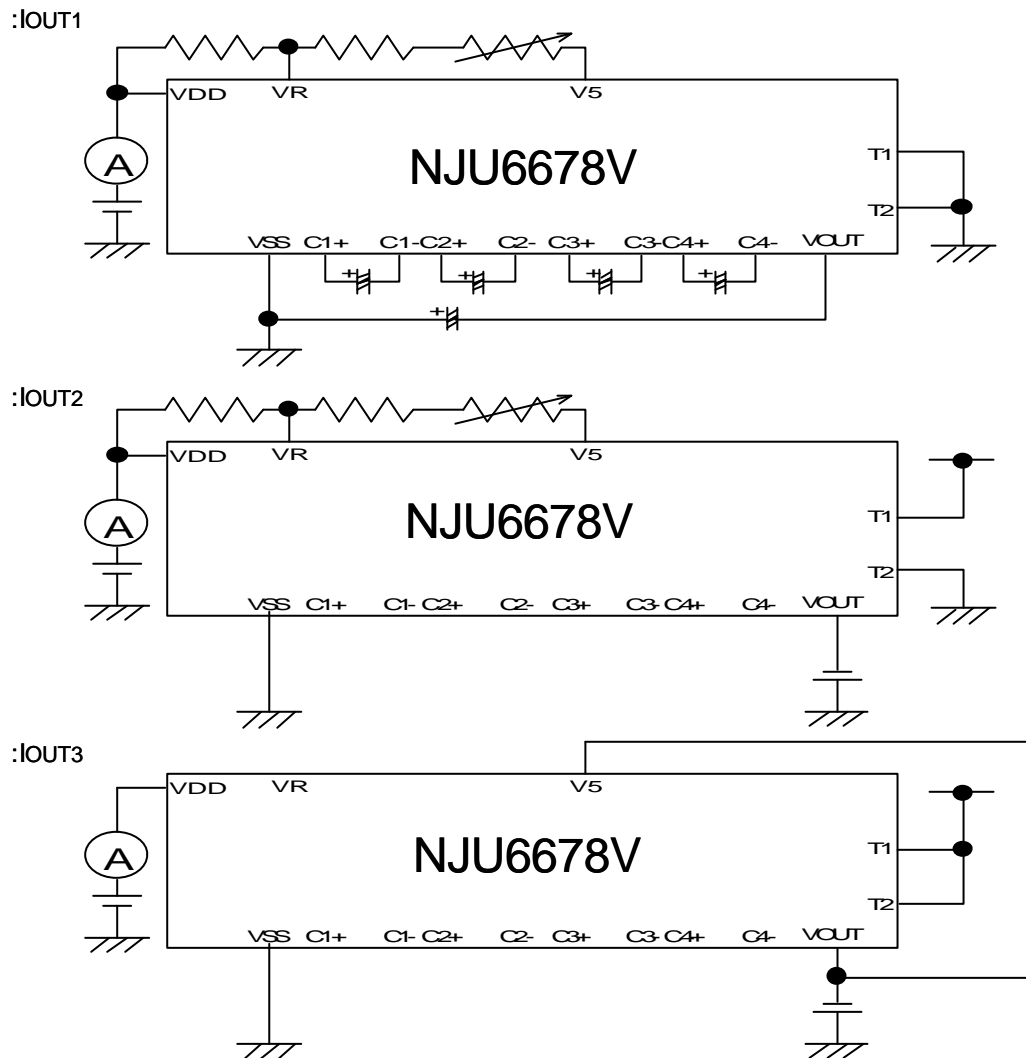 :IOUT1
VDD VR V5
A NJU6678V T1
T2
VSS C1+ C1- C2+ C2- C3+ C3- C4+ C4- VOUT
+ + + +
+
:IOUT2
VDD VR V5
A NJU6678V T1
T2
VSS C1+ C1- C2+ C2- C3+ C3- C4+ C4- VOUT
:IOUT3
VDD VR V5
A NJU6678V T1
T2
VSS C1+ C1- C2+ C2- C3+ C3- C4+ C4- VOUT